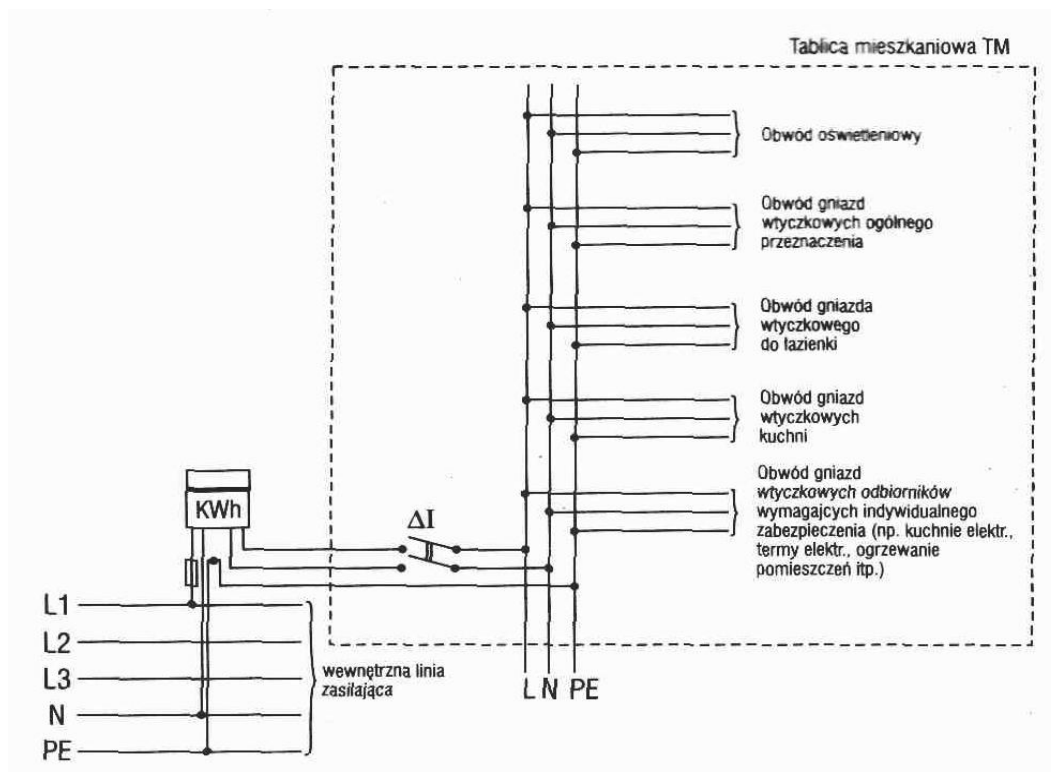 Tablica mieszkaniowa TM
Obwód oświetleniowy
Obwód gniazd
wtyczkowych ogólnego
przeznaczenia
Obwód gniazda
wtyczkowego
do łazienki
Obwód gniazd
wtyczkowych
kuchni
Obwód gniazd
wtyczkowych odbiorników
wymagajcych indywidualnego
zabezpieczenia (np. kuchnie elektr.,
termy elektr., ogrzewanie
pomieszczeń itp.)
KWh
ΔI
L1
L2
L3
N
PE
wewnętrzna linia
zasilająca
L N PE